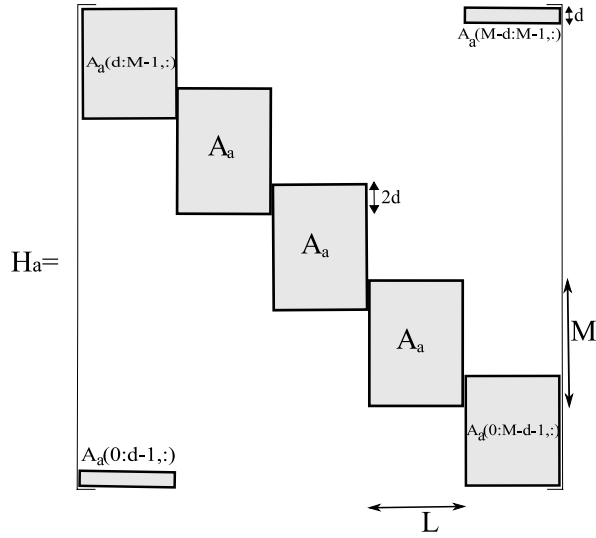 d
Aa(M-d:M-1,:)
Aa(d:M-1,:)
Aa
2d
Aa
Ha=
Aa
M
Aa(0:M-d-1,:)
Aa(0:d-1,:)
L